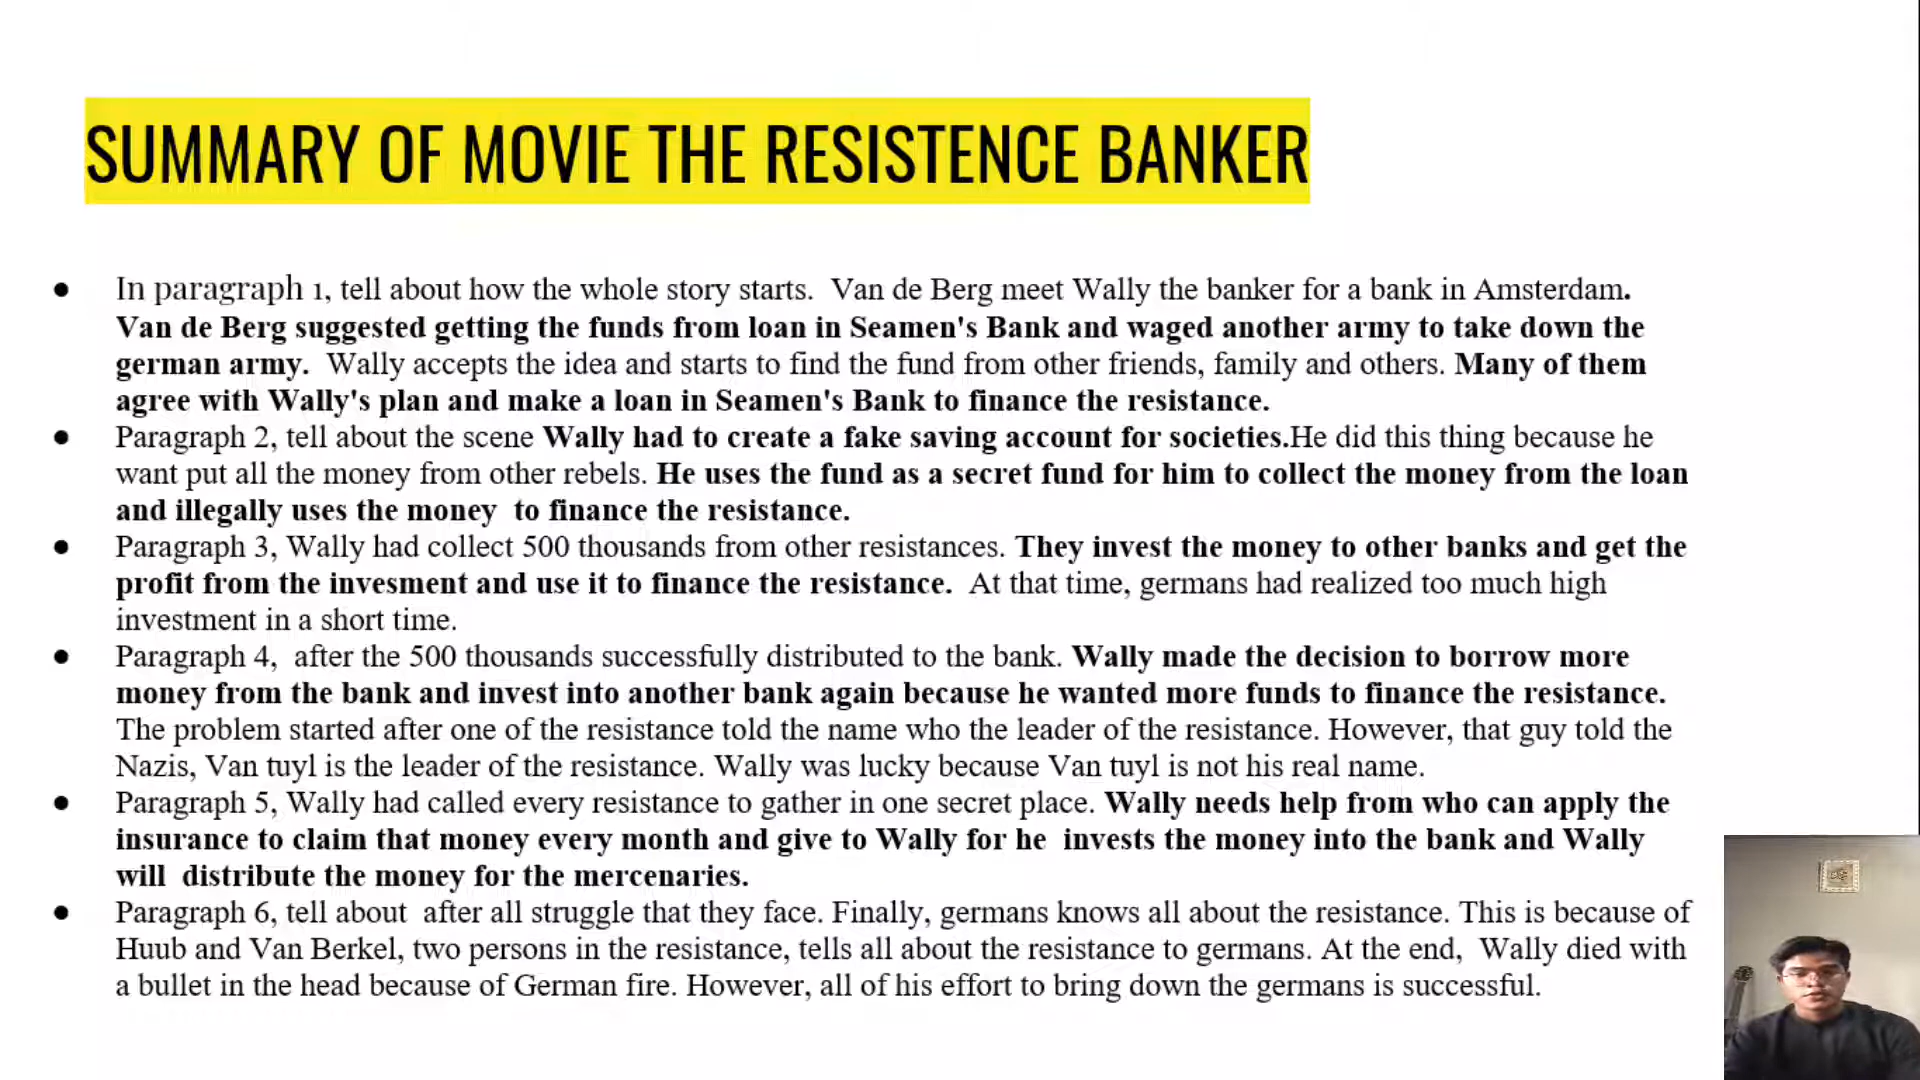 SUMMARY OF MOVIE THE RESISTENCE BANKER
● In paragraph 1, tell about how the whole story starts.  Van de Berg meet Wally the banker for a bank in Amsterdam.
Van de Berg suggested getting the funds from loan in Seamen's Bank and waged another army to take down the
german army.  Wally accepts the idea and starts to find the fund from other friends, family and others. Many of them
agree with Wally's plan and make a loan in Seamen's Bank to finance the resistance.
● Paragraph 2, tell about the scene Wally had to create a fake saving account for societies.He did this thing because he
want put all the money from other rebels. He uses the fund as a secret fund for him to collect the money from the loan
and illegally uses the money  to finance the resistance.
● Paragraph 3, Wally had collect 500 thousands from other resistances. They invest the money to other banks and get the
profit from the invesment and use it to finance the resistance.  At that time, germans had realized too much high
investment in a short time.
● Paragraph 4,  after the 500 thousands successfully distributed to the bank. Wally made the decision to borrow more
money from the bank and invest into another bank again because he wanted more funds to finance the resistance.
The problem started after one of the resistance told the name who the leader of the resistance. However, that guy told the
Nazis, Van tuyl is the leader of the resistance. Wally was lucky because Van tuyl is not his real name.
● Paragraph 5, Wally had called every resistance to gather in one secret place. Wally needs help from who can apply the
insurance to claim that money every month and give to Wally for he  invests the money into the bank and Wally
will  distribute the money for the mercenaries.
● Paragraph 6, tell about  after all struggle that they face. Finally, germans knows all about the resistance. This is because of
Huub and Van Berkel, two persons in the resistance, tells all about the resistance to germans. At the end,  Wally died with
a bullet in the head because of German fire. However, all of his effort to bring down the germans is successful.